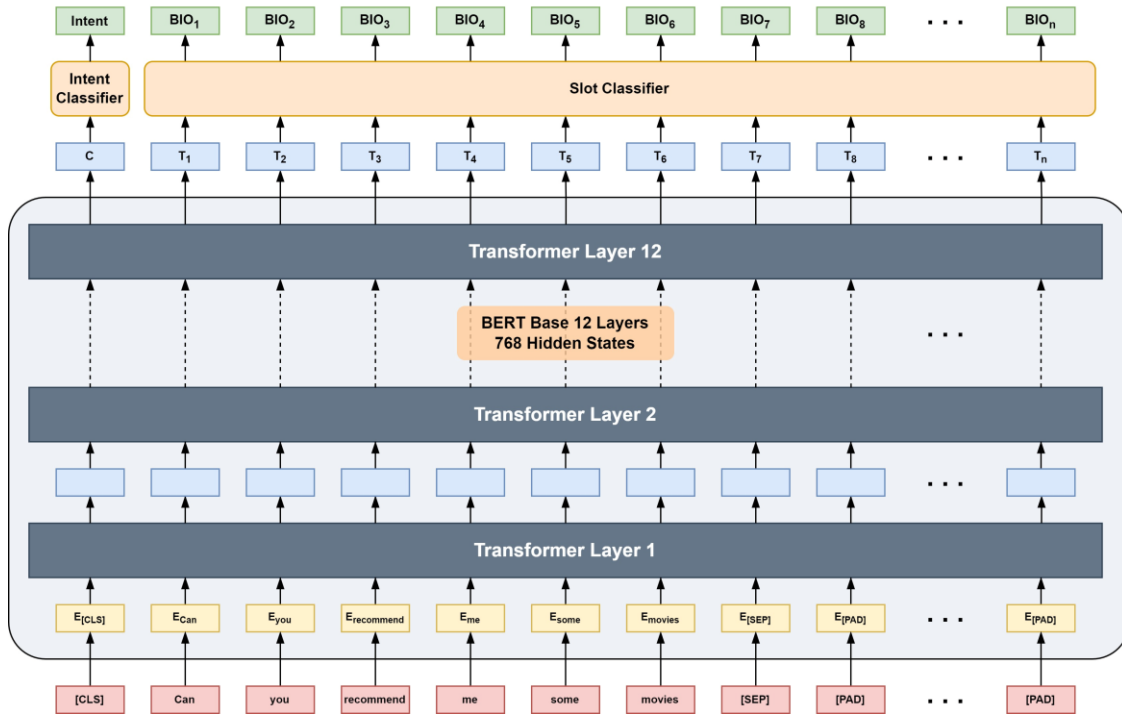 Intent BIO₁ BIO₂ BIO₃ BIO₄ BIO₅ BIO₆ BIO₇ BIO₈ . . . BIOₙ
Intent
Classifier
Slot Classifier
C T₁ T₂ T₃ T₄ T₅ T₆ T₇ T₈ . . . Tₙ
Transformer Layer 12
BERT Base 12 Layers
768 Hidden States
. . .
Transformer Layer 2
. . .
Transformer Layer 1
E[CLS] ECan Eyou Erecommend Eme Esome Emovies E[SEP] E[PAD] . . . E[PAD]
[CLS] Can you recommend me some movies [SEP] [PAD] . . . [PAD]